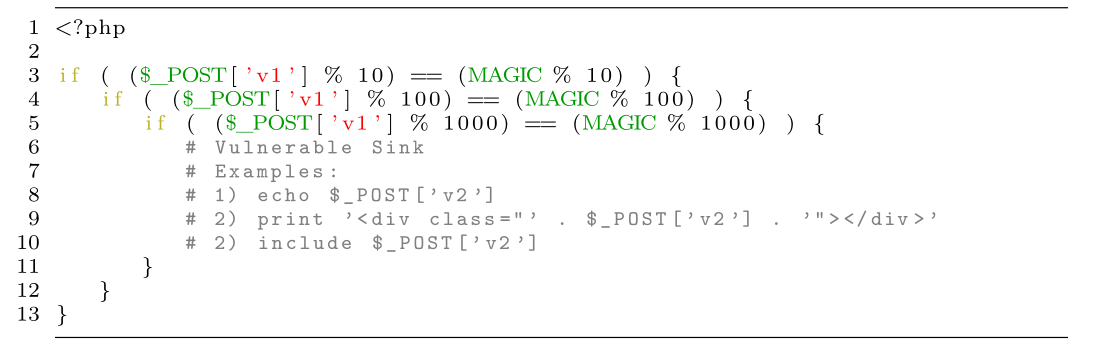 1 <?php
2
3 if ( ($_POST['v1'] % 10) == (MAGIC % 10) ) {
4 if ( ($_POST['v1'] % 100) == (MAGIC % 100) ) {
5 if ( ($_POST['v1'] % 1000) == (MAGIC % 1000) ) {
6 # Vulnerable Sink
7 # Examples:
8 # 1) echo $_POST['v2']
9 # 2) print '<div class="' . $_POST['v2'] . '"></div>'
10 # 2) include $_POST['v2']
11 }
12 }
13 }